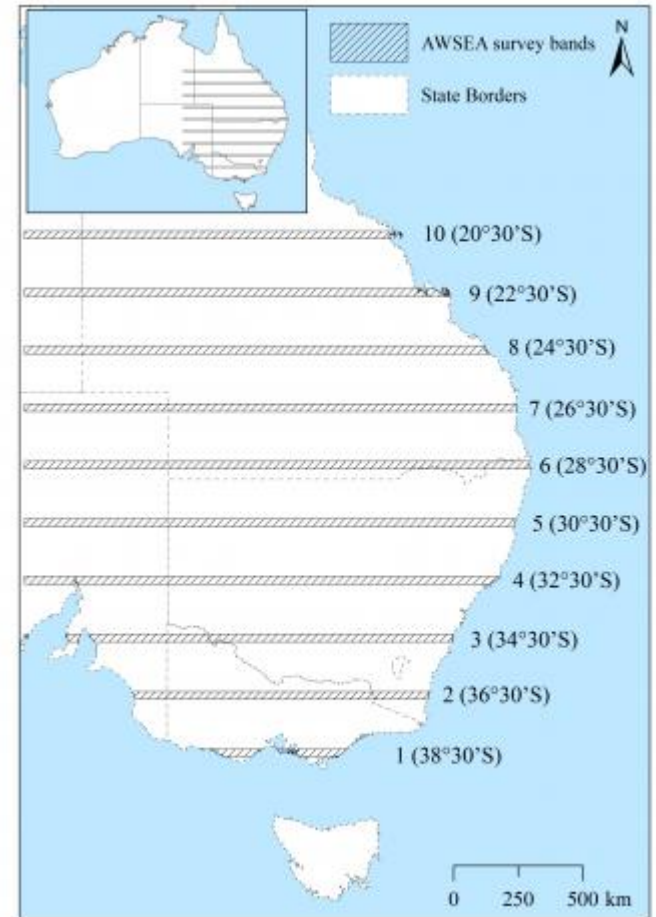 AWSEA survey bands
N
State Borders
10 (20°30’S)
9 (22°30’S)
8 (24°30’S)
7 (26°30’S)
6 (28°30’S)
5 (30°30’S)
4 (32°30’S)
3 (34°30’S)
2 (36°30’S)
1 (38°30’S)
0 250 500 km